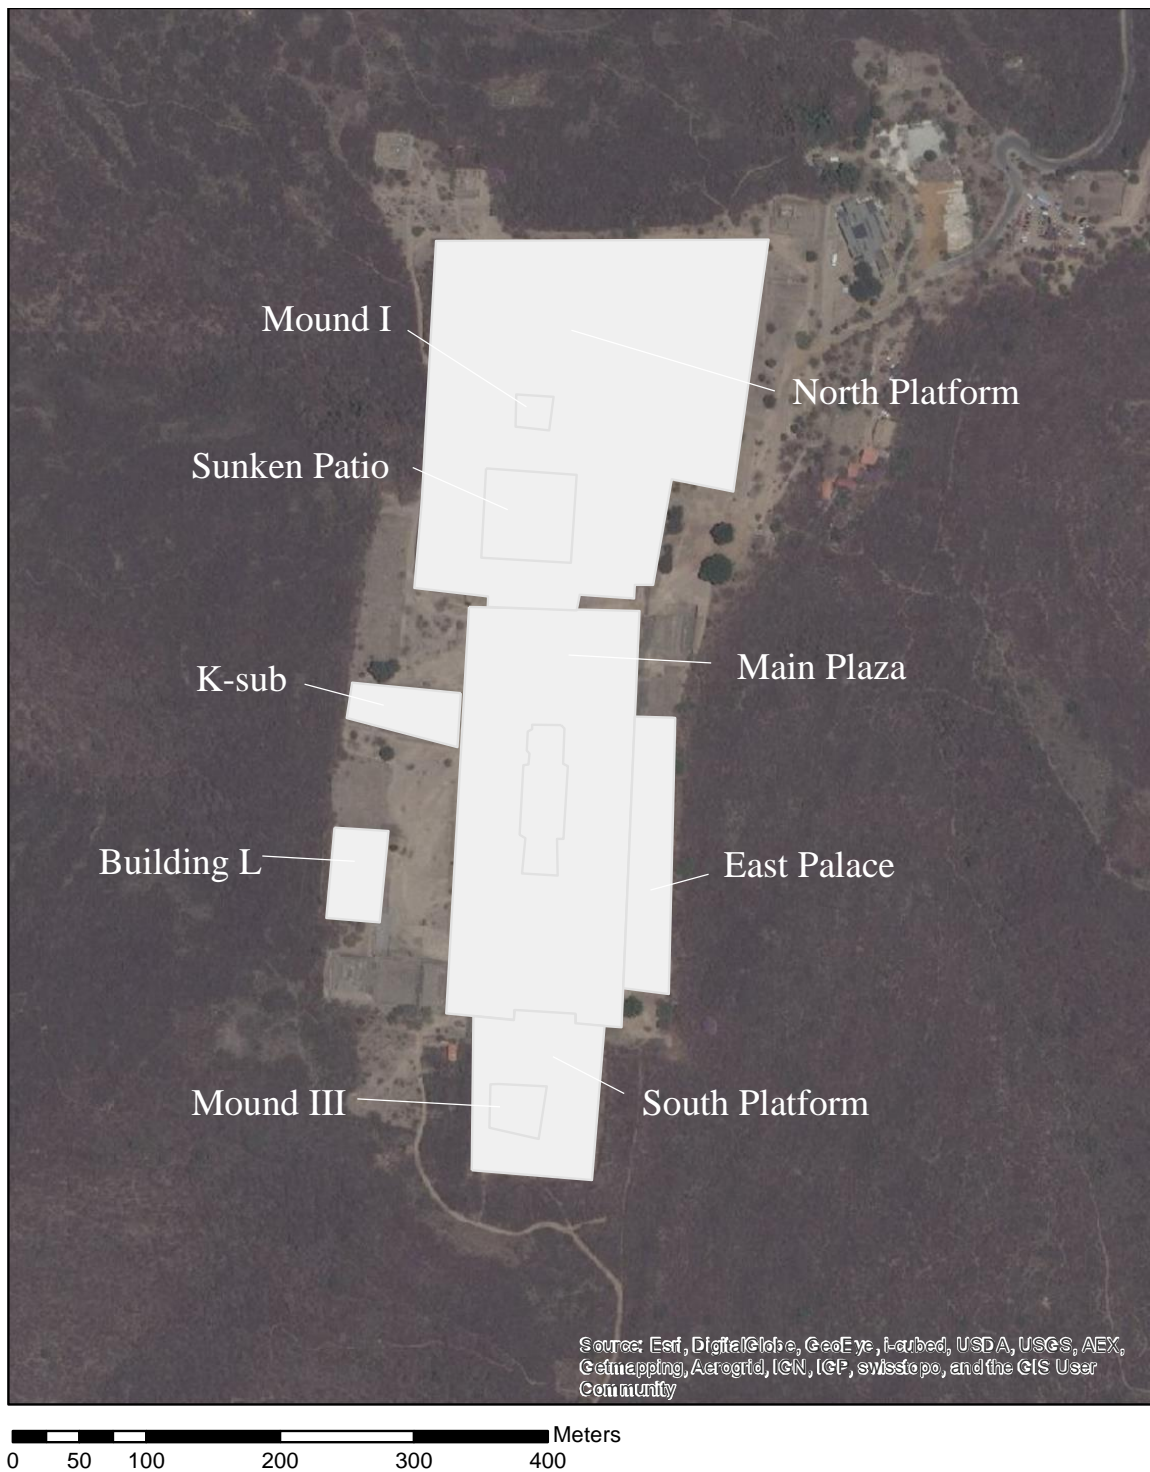 Mound I
North Platform
Sunken Patio
Main Plaza
K-sub
Building L
East Palace
Mound III
South Platform
Source: Esri, DigitalGlobe, GeoEye, i-cubed, USDA, USGS, AEX,
Getmapping, Aerogrid, IGN, IGP, swisstopo, and the GIS User
Community
Meters
0 50 100 200 300 400